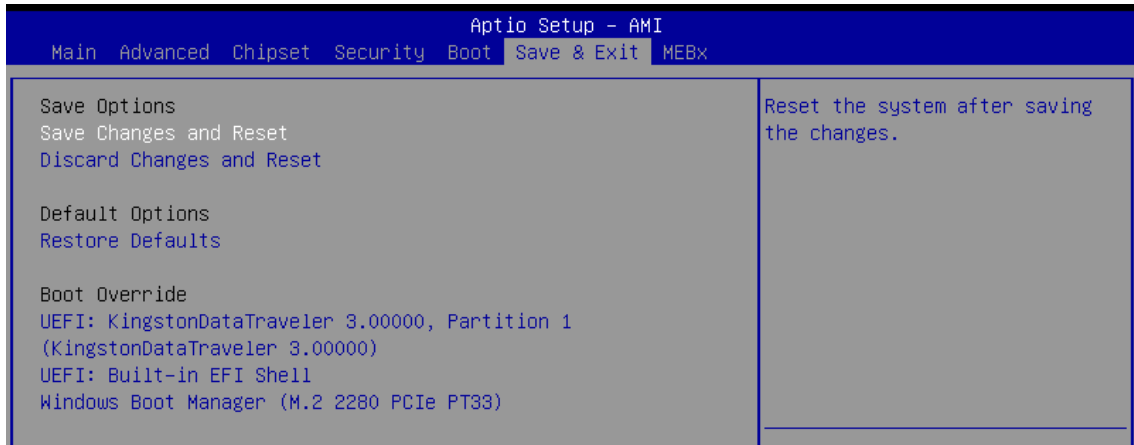 Aptio Setup – AMI
Main Advanced Chipset Security Boot Save & Exit MEBx
Save Options
Save Changes and Reset
Discard Changes and Reset
Default Options
Restore Defaults
Boot Override
UEFI: KingstonDataTraveler 3.00000, Partition 1
(KingstonDataTraveler 3.00000)
UEFI: Built-in EFI Shell
Windows Boot Manager (M.2 2280 PCIe PT33)
Reset the system after saving
the changes.